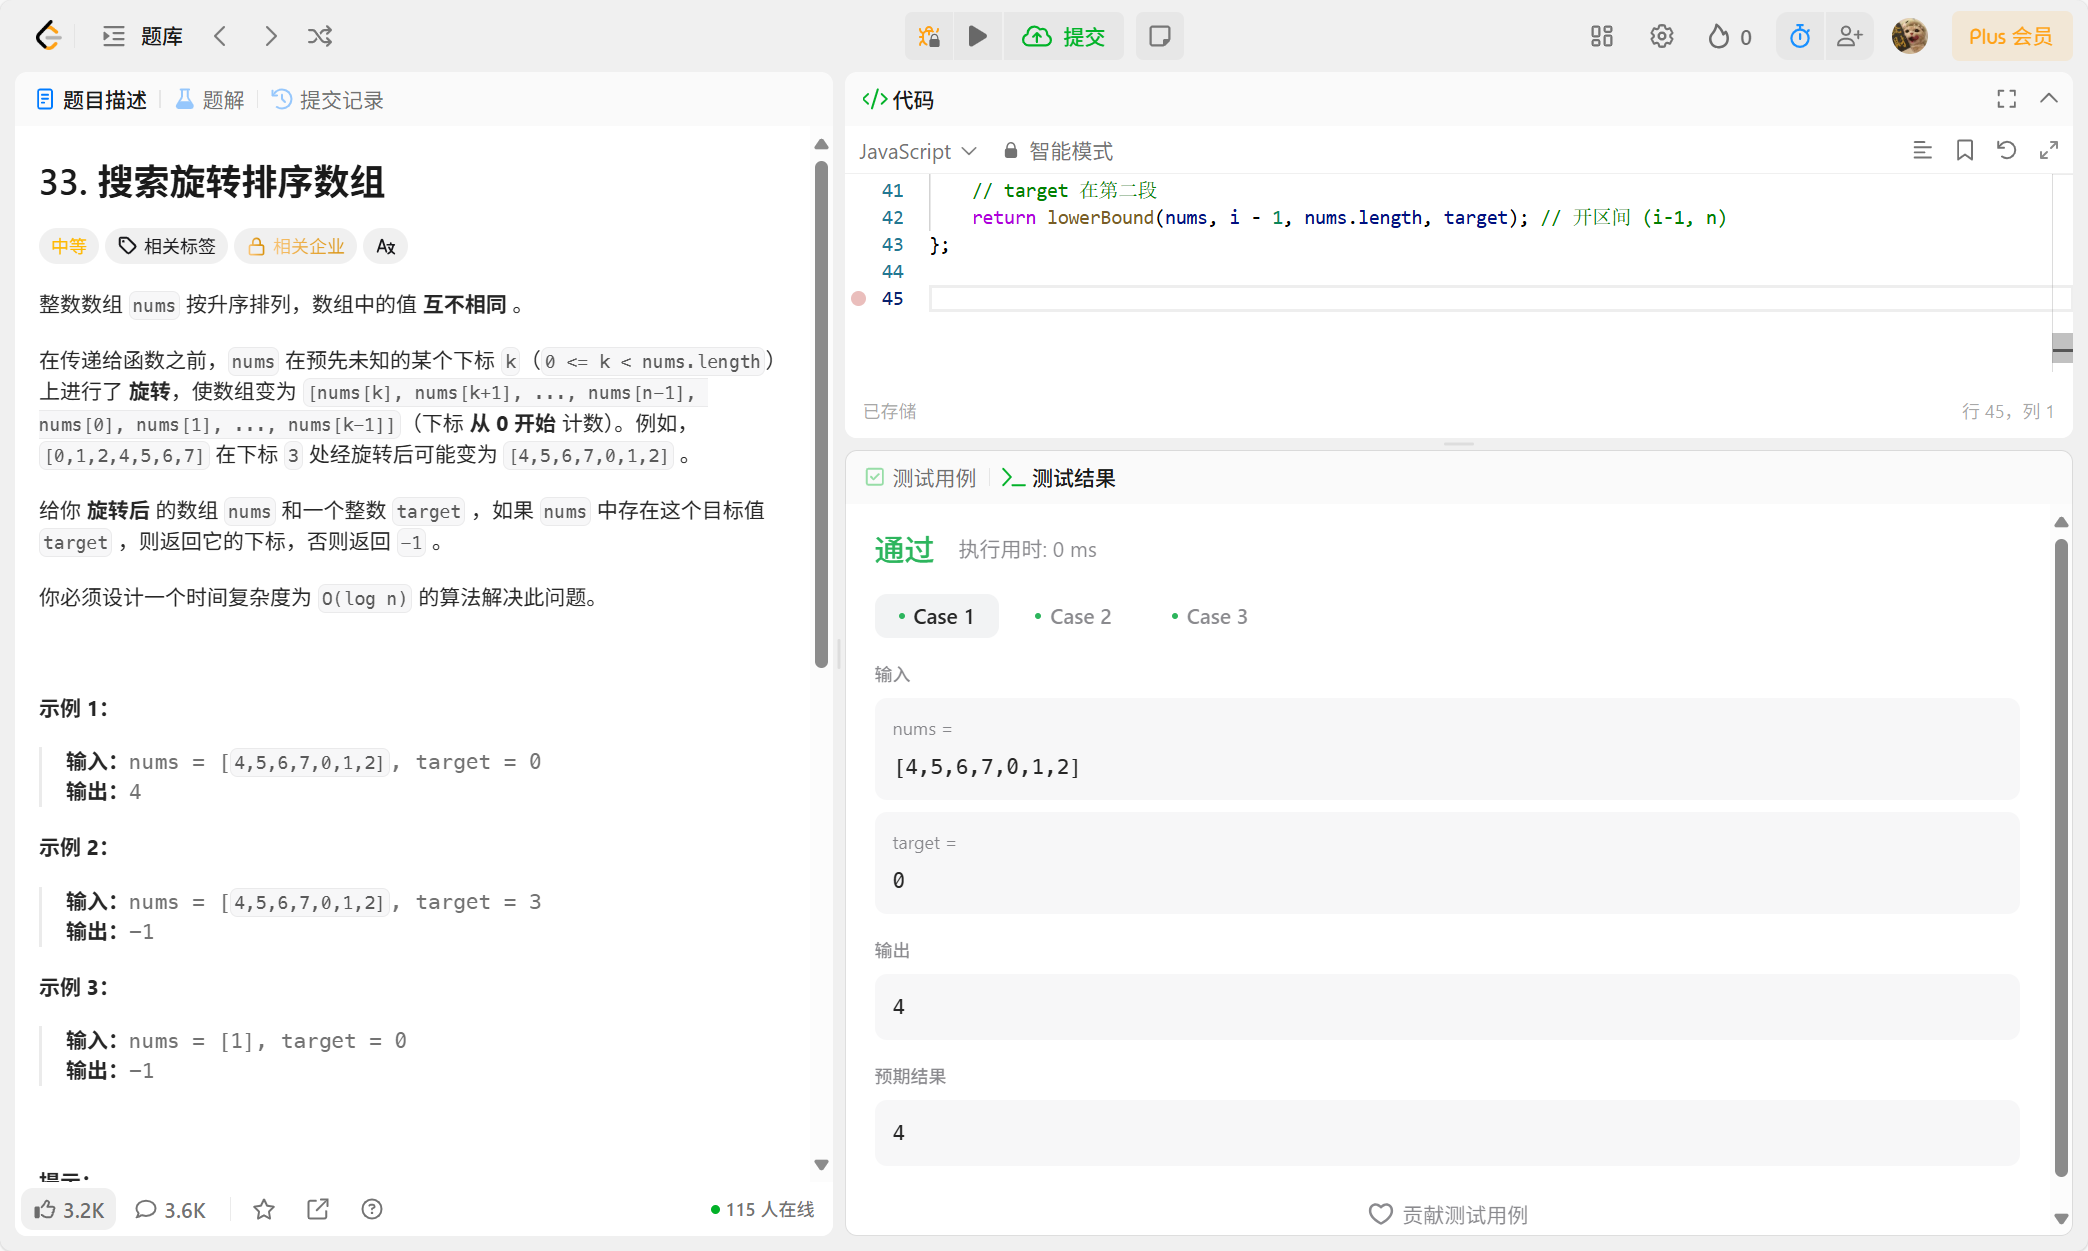 题库
提交
0
Plus 会员
题目描述
题解
提交记录
33. 搜索旋转排序数组
中等
相关标签
相关企业
整数数组 nums 按升序排列，数组中的值 互不相同 。
在传递给函数之前，nums 在预先未知的某个下标 k（0 <= k < nums.length）
上进行了 旋转，使数组变为 [nums[k], nums[k+1], ..., nums[n-1],
nums[0], nums[1], ..., nums[k-1]]（下标 从 0 开始 计数）。例如，
[0,1,2,4,5,6,7] 在下标 3 处经旋转后可能变为 [4,5,6,7,0,1,2] 。
给你 旋转后 的数组 nums 和一个整数 target ，如果 nums 中存在这个目标值
target ，则返回它的下标，否则返回 -1 。
你必须设计一个时间复杂度为 O(log n) 的算法解决此问题。
示例 1：
输入：nums = [4,5,6,7,0,1,2], target = 0
输出：4
示例 2：
输入：nums = [4,5,6,7,0,1,2], target = 3
输出：-1
示例 3：
输入：nums = [1], target = 0
输出：-1
提示：
3.2K
3.6K
115 人在线
</> 代码
JavaScript
智能模式
41 // target 在第二段
42 return lowerBound(nums, i - 1, nums.length, target); // 开区间 (i-1, n)
43 };
44
45
已存储
行 45，列 1
测试用例
测试结果
通过
执行用时: 0 ms
Case 1
Case 2
Case 3
输入
nums =
[4,5,6,7,0,1,2]
target =
0
输出
4
预期结果
4
贡献测试用例